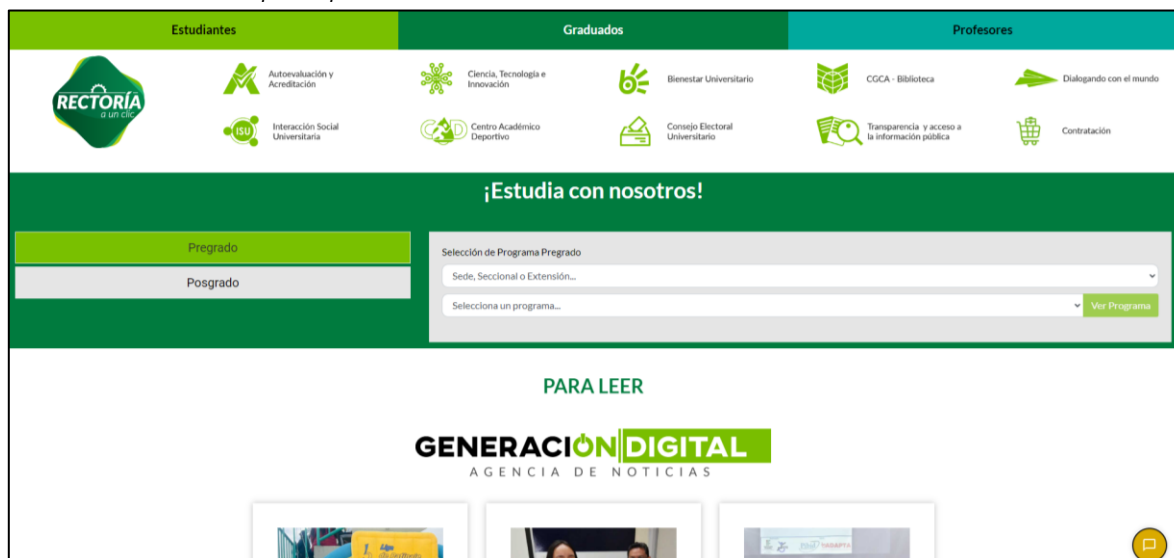 Estudiantes
Graduados
Profesores
RECTORÍA
a un clic
Autoevaluación y
Acreditación
Ciencia, Tecnología e
Innovación
Bienestar Universitario
CGCA - Biblioteca
Dialogando con el mundo
ISU
Interacción Social
Universitaria
CAD
Centro Académico
Deportivo
Consejo Electoral
Universitario
Transparencia y acceso a
la información pública
Contratación
¡Estudia con nosotros!
Pregrado
Posgrado
Selección de Programa Pregrado
Sede, Seccional o Extensión...
Selecciona un programa...
Ver Programa
PARA LEER
GENERACIÓN DIGITAL
AGENCIA DE NOTICIAS